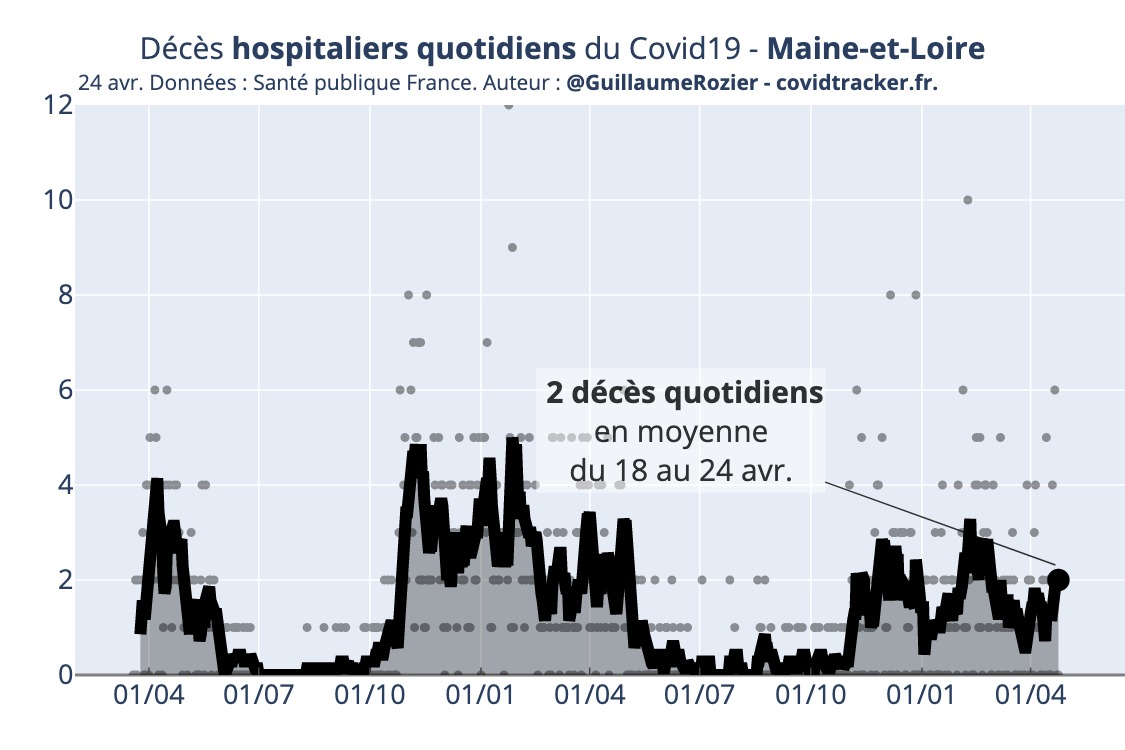 Décès hospitaliers quotidiens du Covid19 - Maine-et-Loire
24 avr. Données : Santé publique France. Auteur : @GuillaumeRozier - covidtracker.fr.
12
10
8
6
4
2
0
2 décès quotidiens
en moyenne
du 18 au 24 avr.
01/04 01/07 01/10 01/01 01/04 01/07 01/10 01/01 01/04